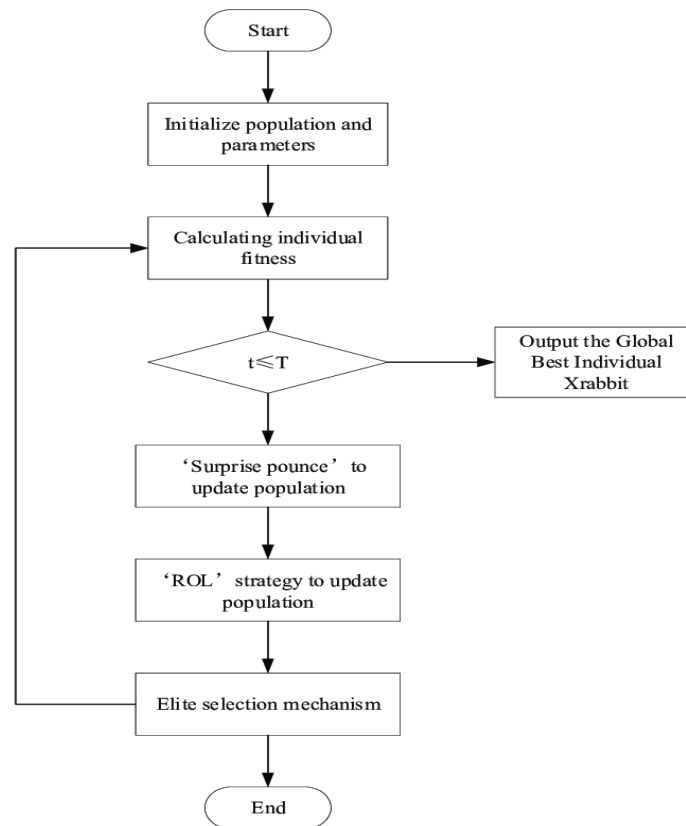 Start
Initialize population and
parameters
Calculating individual
fitness
t≤T
Output the Global
Best Individual
Xrabbit
‘Surprise pounce’ to
update population
‘ROL’ strategy to update
population
Elite selection mechanism
End